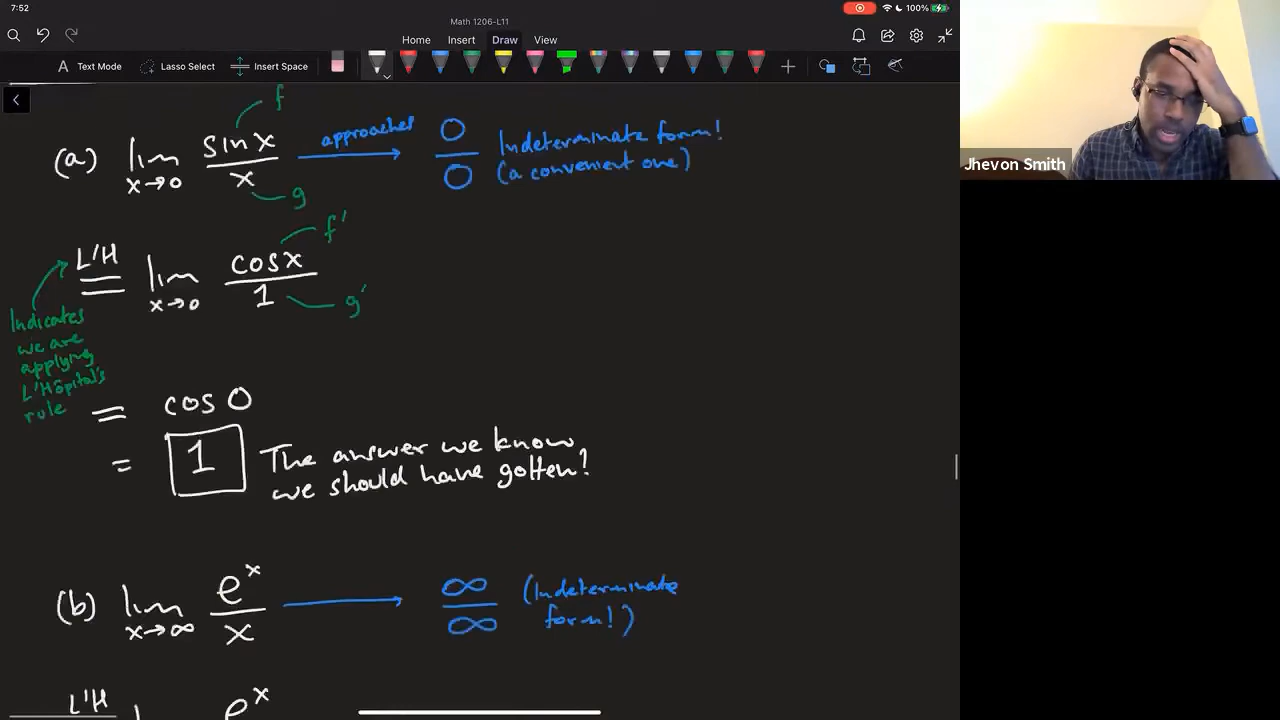 7:52
100%
Math 1206-L11
Home Insert Draw View
Text Mode Lasso Select Insert Space
f
(a) lim x→0 sinx/x approaches 0/0 Indeterminate form!
(a convenient one)
g
f'
L'H = lim x→0 cosx/1
g'
Indicates
we are
applying
L'Hôpital's
rule
= cos 0
= 1 The answer we know
we should have gotten!
(b) lim x→∞ e^x/x → ∞/∞ (Indeterminate
form!)
L'H e^x
Jhevon Smith